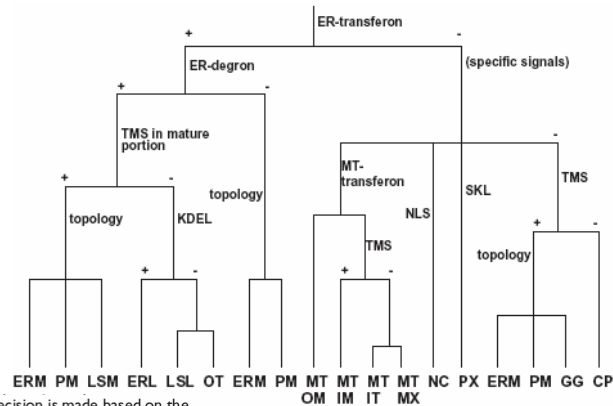 ER-transferon
+
-
ER-degron
(specific signals)
+
-
-
TMS in mature
portion
MT-
transferon
TMS
SKL
+
-
topology
NLS
+
-
topology
KDEL
TMS
topology
+
-
+
-
ERM PM LSM ERL LSL OT ERM PM MT MT MT MT NC PX ERM PM GG CP
OM IM IT MX
ecision is made based on the